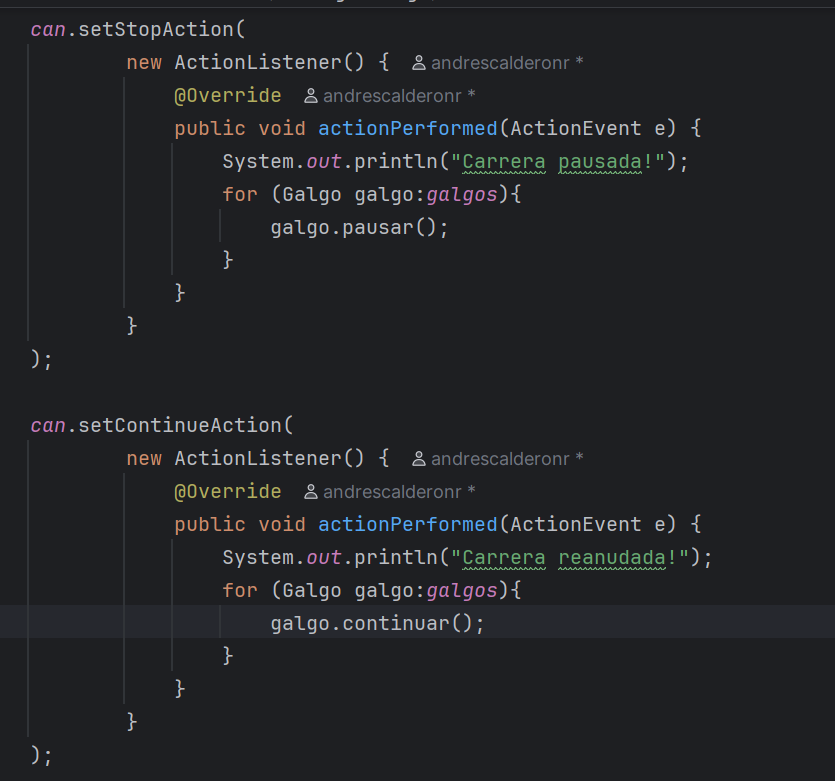 can.setStopAction(
new ActionListener() { andrescalderonr *
@Override andrescalderonr *
public void actionPerformed(ActionEvent e) {
System.out.println("Carrera pausada!");
for (Galgo galgo:galgos){
galgo.pausar();
}
}
}
);
can.setContinueAction(
new ActionListener() { andrescalderonr *
@Override andrescalderonr *
public void actionPerformed(ActionEvent e) {
System.out.println("Carrera reanudada!");
for (Galgo galgo:galgos){
galgo.continuar();
}
}
}
);